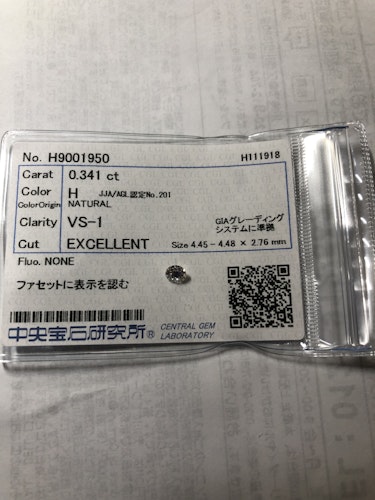 No. H9001950 H111918
Carat 0.341 ct
Color H JJA/AGL認定No.201
ColorOrigin NATURAL
Clarity VS-1 GIAグレーディング
システムに準拠
Cut EXCELLENT Size 4.45 - 4.48 × 2.76 mm
Fluo. NONE
ファセットに表示を認む
中央宝石研究所® CENTRAL GEM
LABORATORY